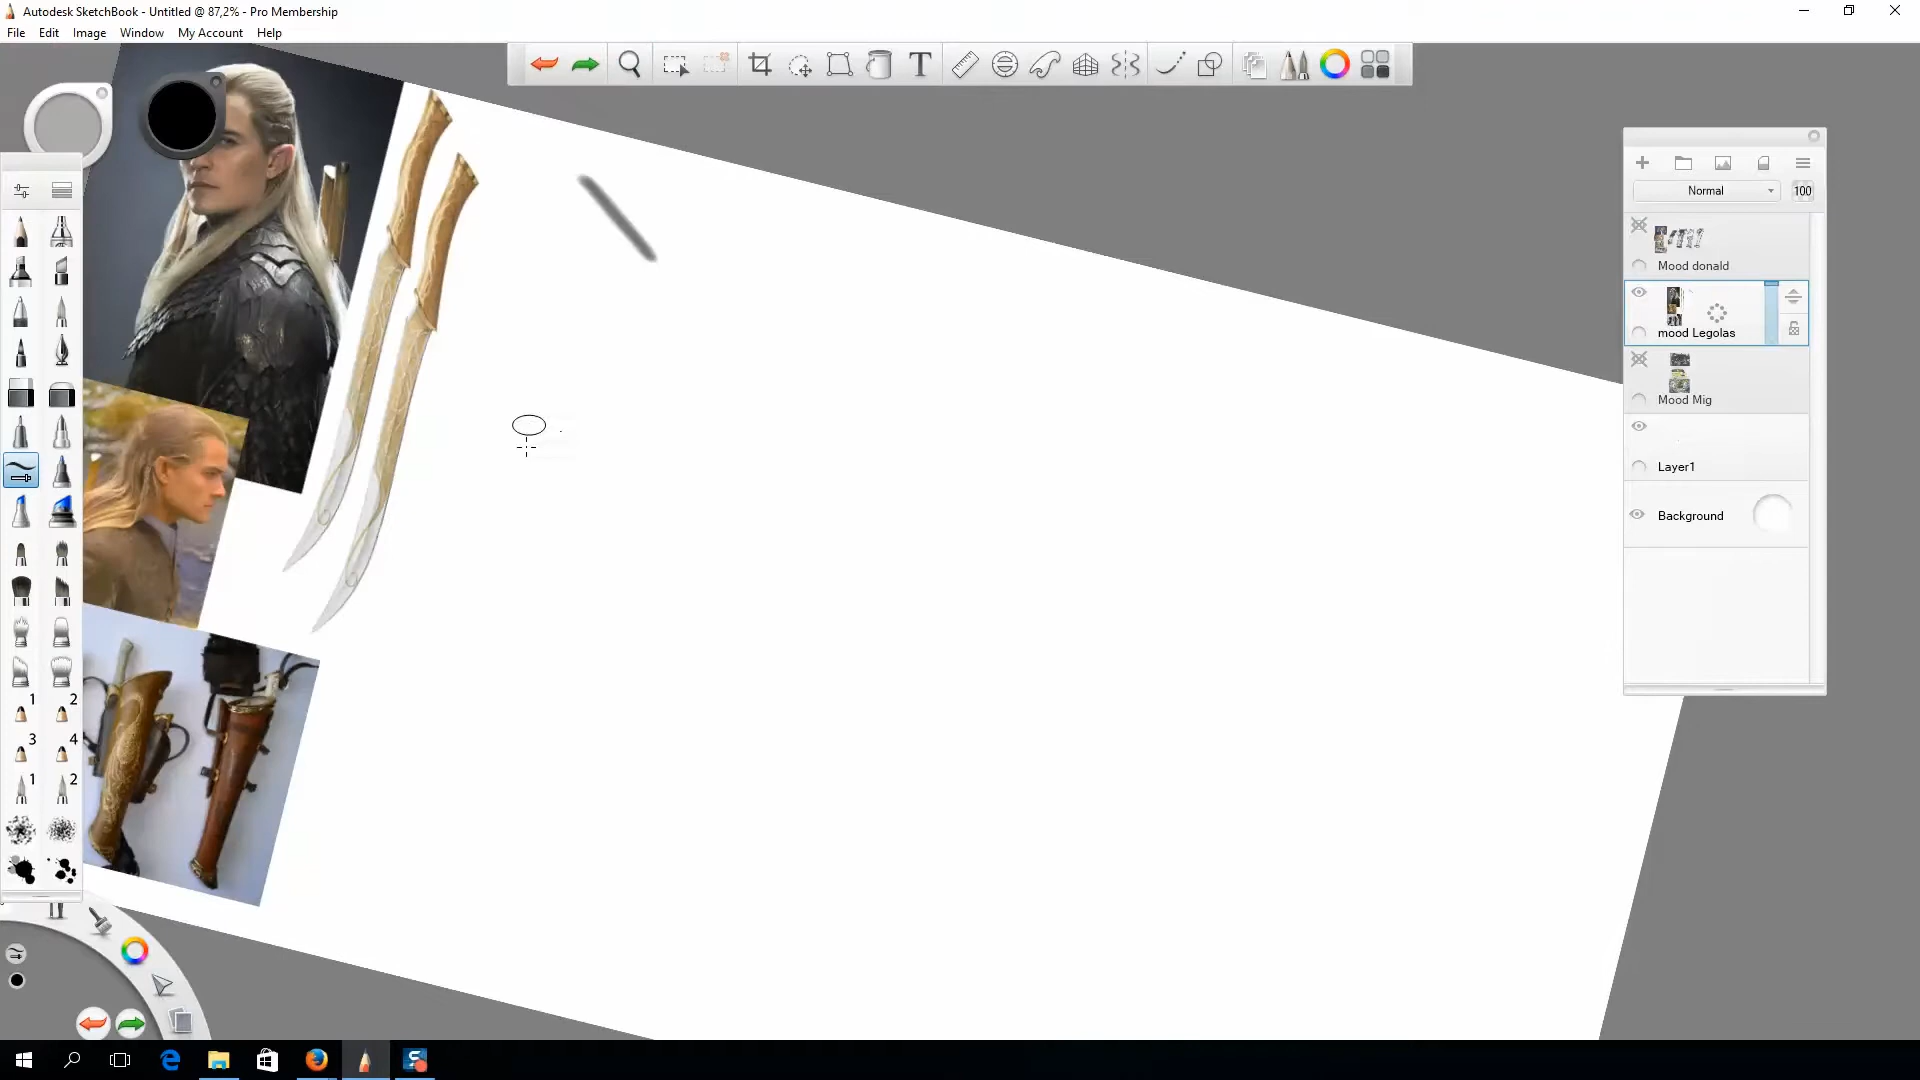 Autodesk SketchBook - Untitled @ 87,2% - Pro Membership
File Edit Image Window My Account Help
T
Normal 100
Mood donald
mood Legolas
Mood Mig
Layer1
Background
1 2
3 4
1 2